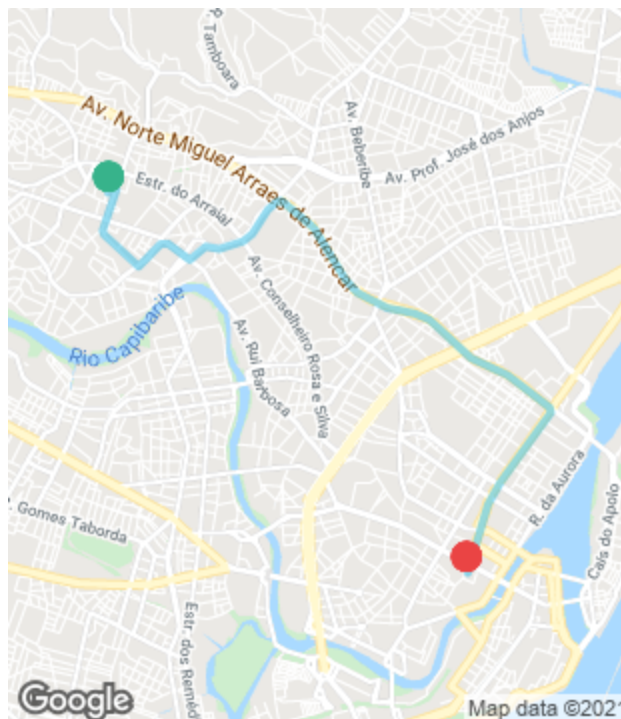 Tamboara
Av. Norte Miguel Arraes de Alencar
Av. Beberibe
Av. Prof. José dos Anjos
Estr. do Arraial
Rio Capibaribe
Av. Conselheiro Rosa e Silva
Av. Rui Barbosa
R. da Aurora
Cais do Apolo
Gomes Taborda
Estr. dos Reméd
Google
Map data ©2021